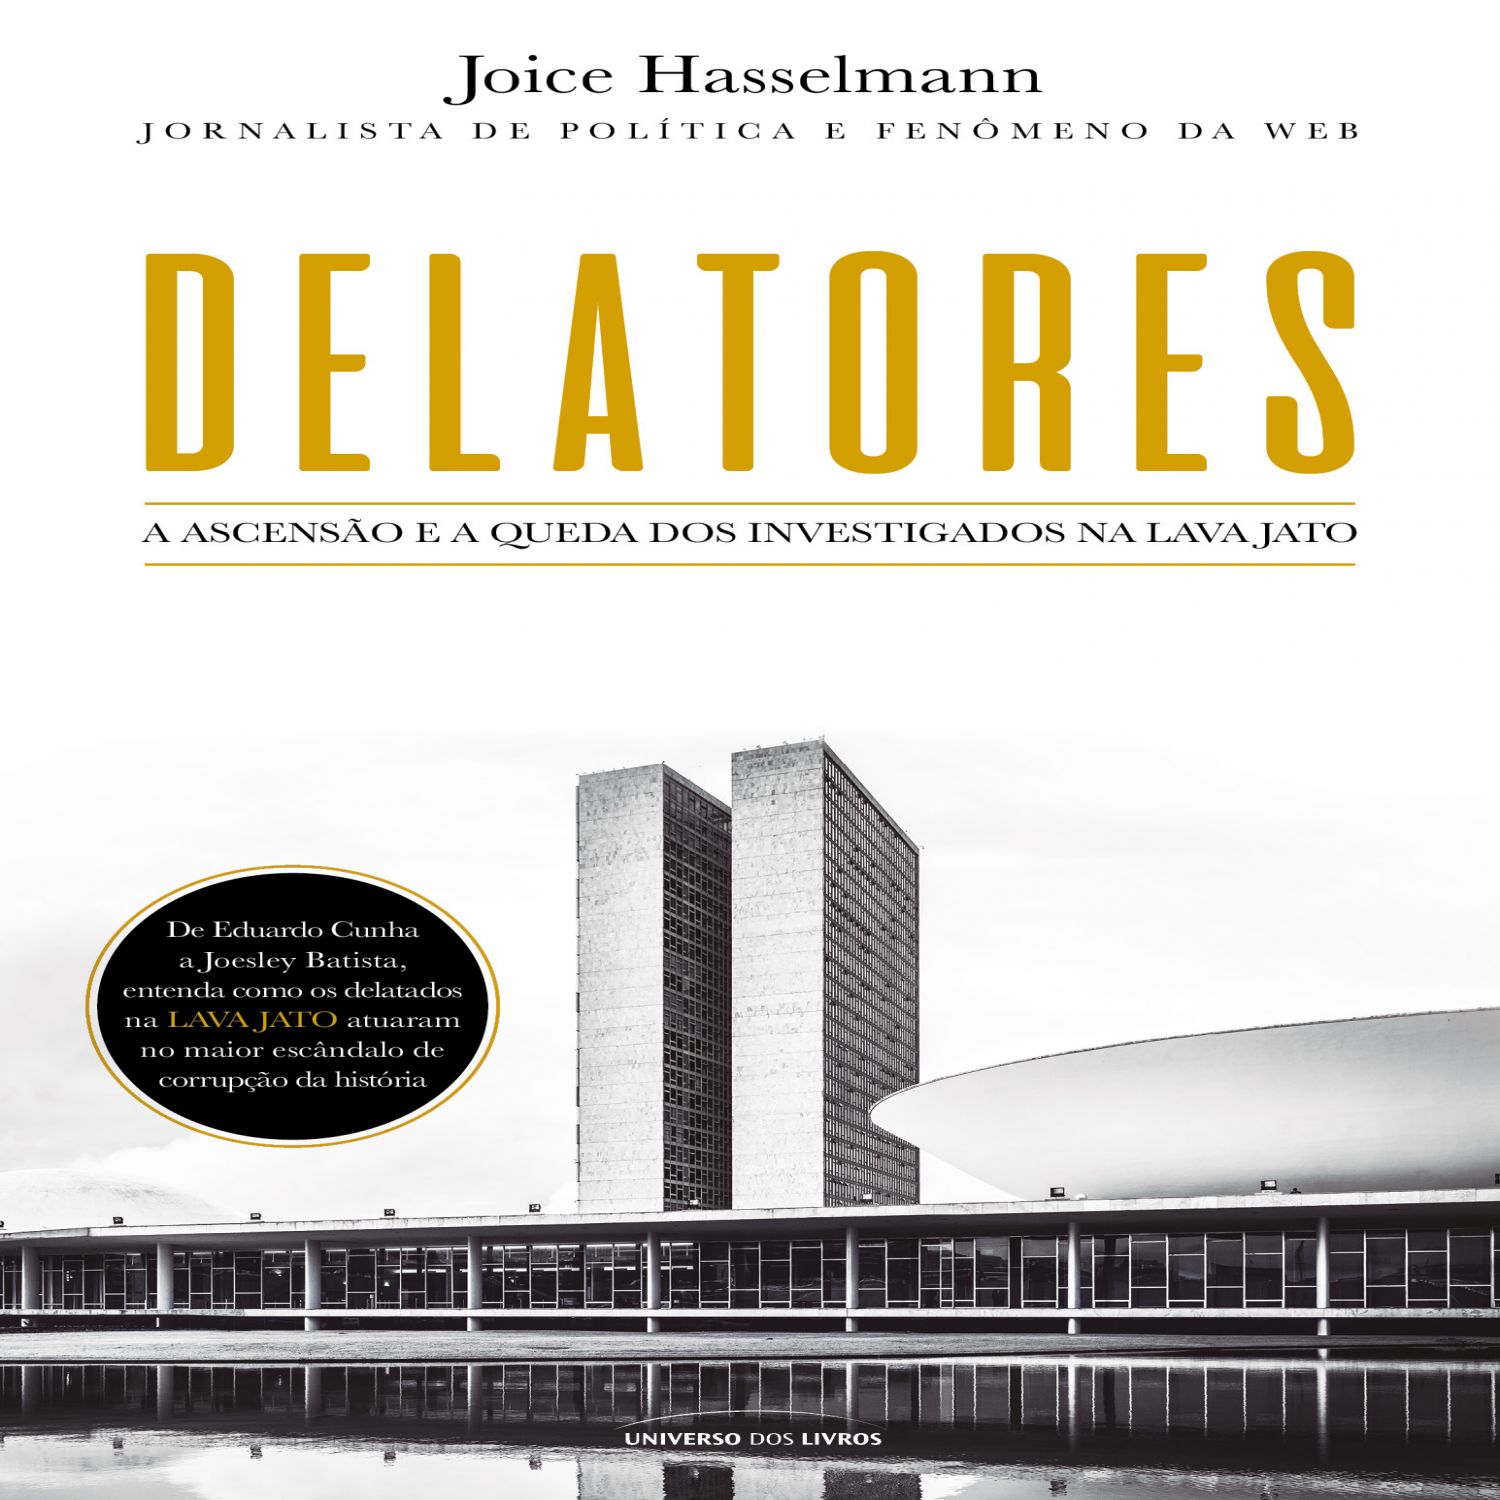 Joice Hasselmann
JORNALISTA DE POLÍTICA E FENÔMENO DA WEB
DELATORES
A ASCENSÃO E A QUEDA DOS INVESTIGADOS NA LAVA JATO
De Eduardo Cunha
a Joesley Batista,
entenda como os delatados
na LAVA JATO atuaram
no maior escândalo de
corrupção da história
UNIVERSO DOS LIVROS